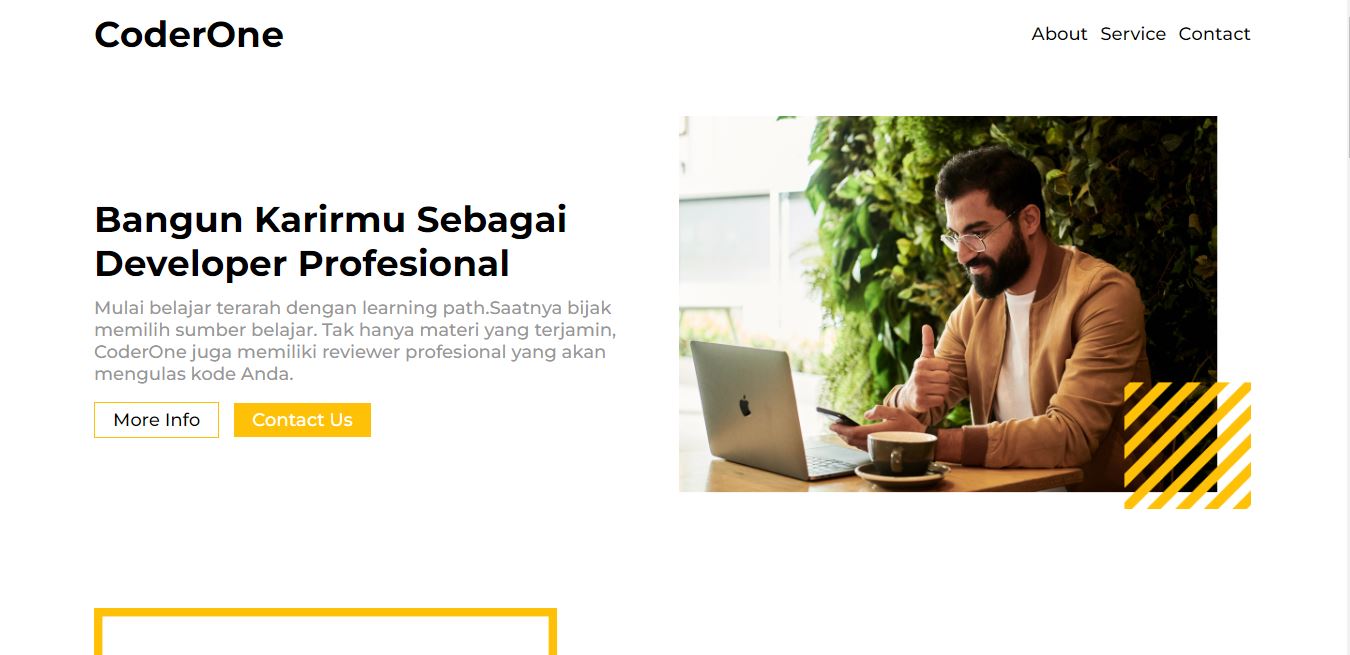 CoderOne
About Service Contact
Bangun Karirmu Sebagai
Developer Profesional
Mulai belajar terarah dengan learning path.Saatnya bijak
memilih sumber belajar. Tak hanya materi yang terjamin,
CoderOne juga memiliki reviewer profesional yang akan
mengulas kode Anda.
More Info
Contact Us